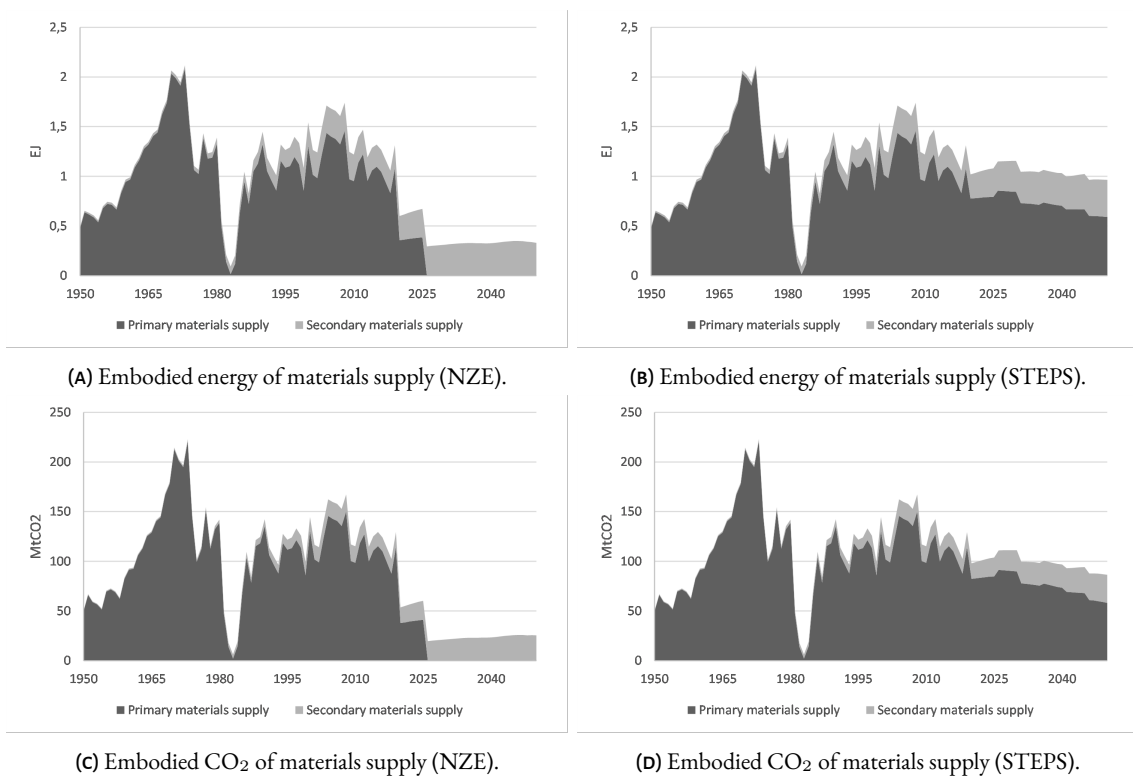 2,5
2
1,5
1
0,5
0
EJ
1950 1965 1980 1995 2010 2025 2040
Primary materials supply Secondary materials supply
(A) Embodied energy of materials supply (NZE).
2,5
2
1,5
1
0,5
0
EJ
1950 1965 1980 1995 2010 2025 2040
Primary materials supply Secondary materials supply
(B) Embodied energy of materials supply (STEPS).
250
200
150
100
50
0
MtCO2
1950 1965 1980 1995 2010 2025 2040
Primary materials supply Secondary materials supply
(C) Embodied CO₂ of materials supply (NZE).
250
200
150
100
50
0
MtCO2
1950 1965 1980 1995 2010 2025 2040
Primary materials supply Secondary materials supply
(D) Embodied CO₂ of materials supply (STEPS).